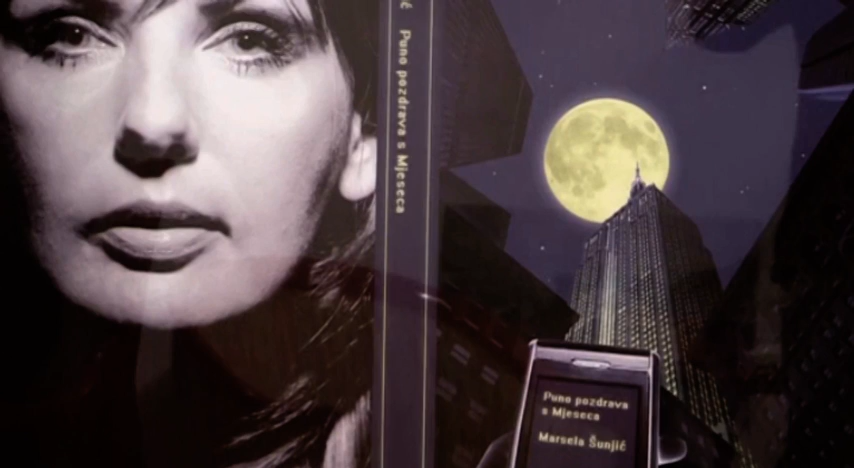 ć Puno pozdrava s Mjeseca
Puno pozdrava
s Mjeseca
Marsela Šunjić